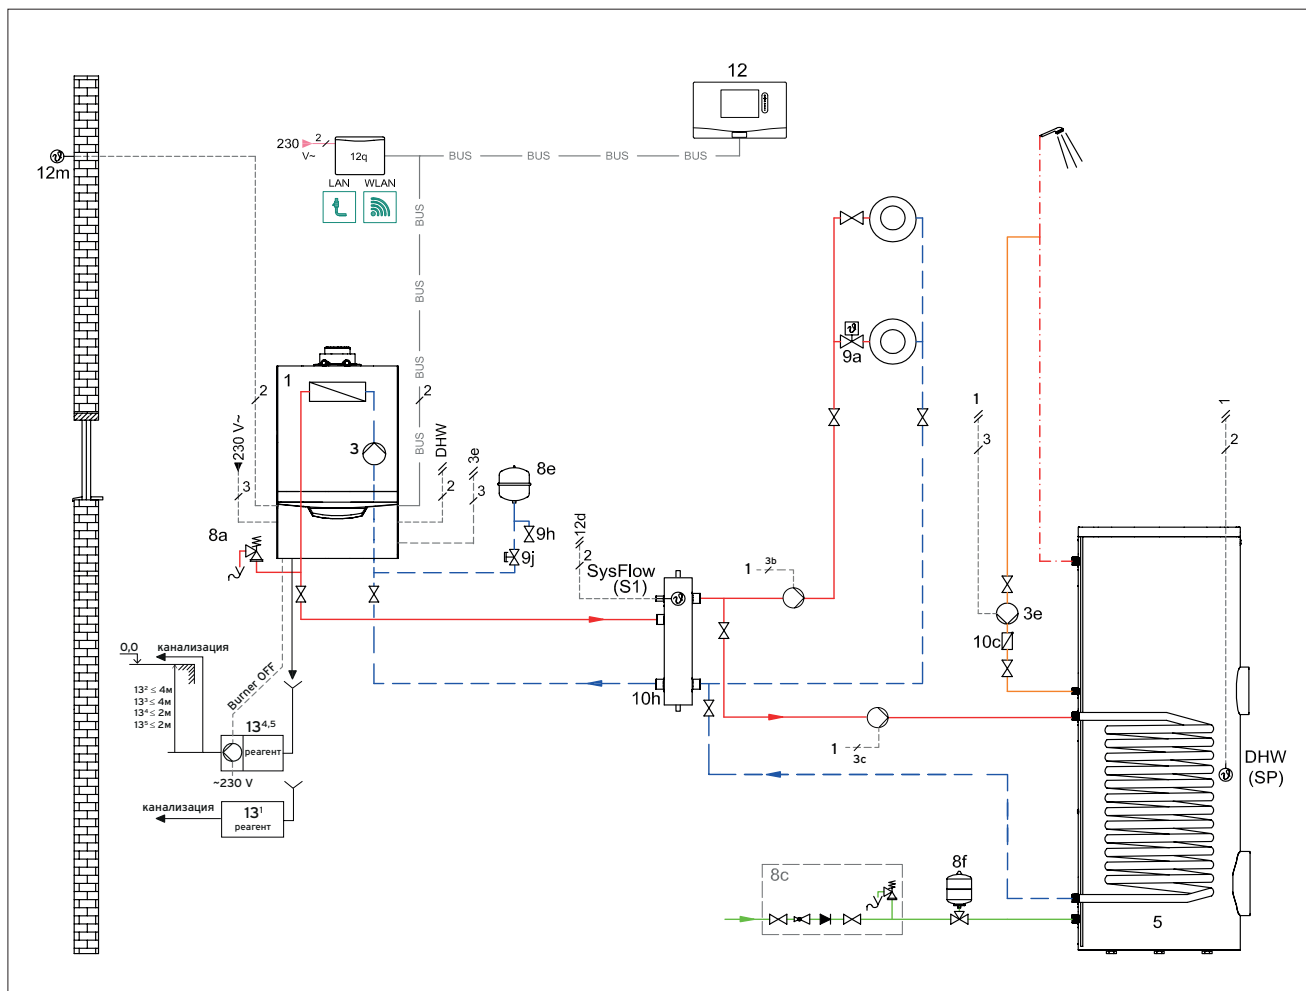 12
230
V~
2
12q
BUS
BUS
BUS
BUS
12m
LAN
WLAN
BUS
BUS
9a
1
BUS
2
2
1
1
230 V~
3
BUS
DHW
3e
3
2
3
2
3
8e
8a
9h
9j
12d
2
SysFlow
(S1)
1
3b
3e
10c
0,0
канализация
Burner OFF
13² ≤ 4м
13³ ≤ 4м
13⁴ ≤ 2м
13⁵ ≤ 2м
10h
13⁴,⁵
реагент
~230 V
1
3c
DHW
(SP)
канализация
13¹
реагент
8c
8f
5